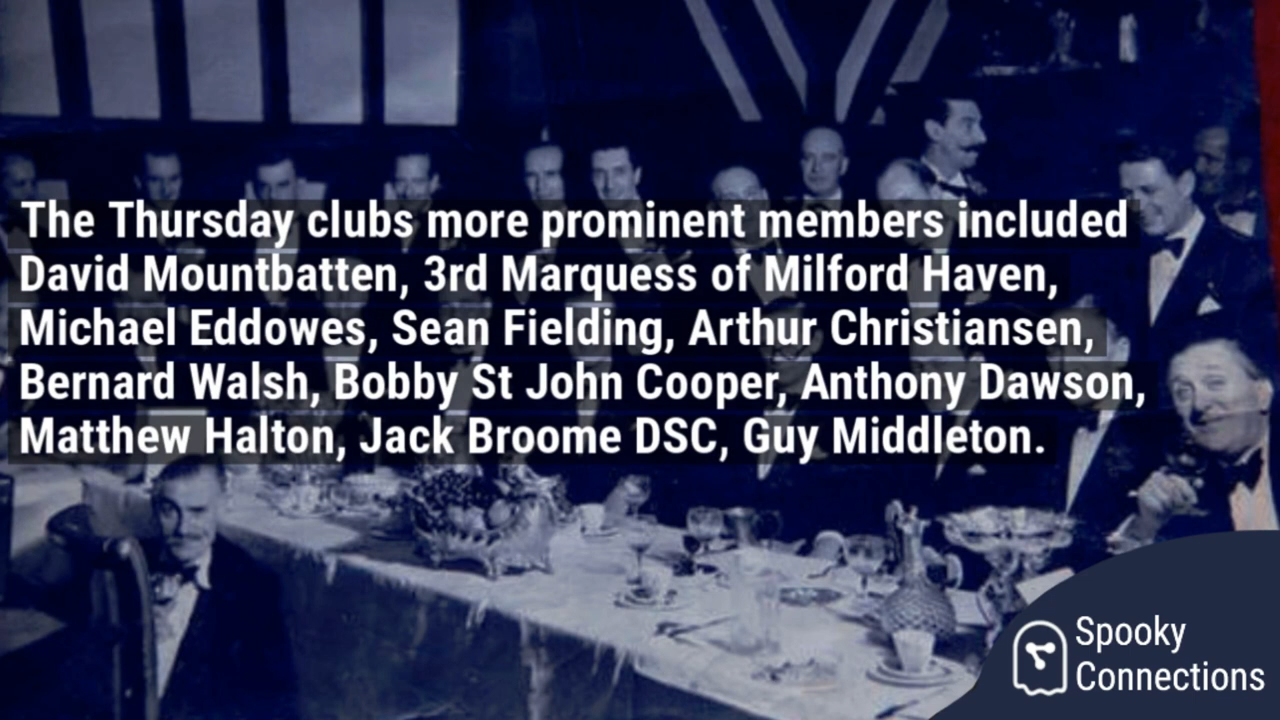 The Thursday clubs more prominent members included
David Mountbatten, 3rd Marquess of Milford Haven,
Michael Eddowes, Sean Fielding, Arthur Christiansen,
Bernard Walsh, Bobby St John Cooper, Anthony Dawson,
Matthew Halton, Jack Broome DSC, Guy Middleton.
Spooky
Connections